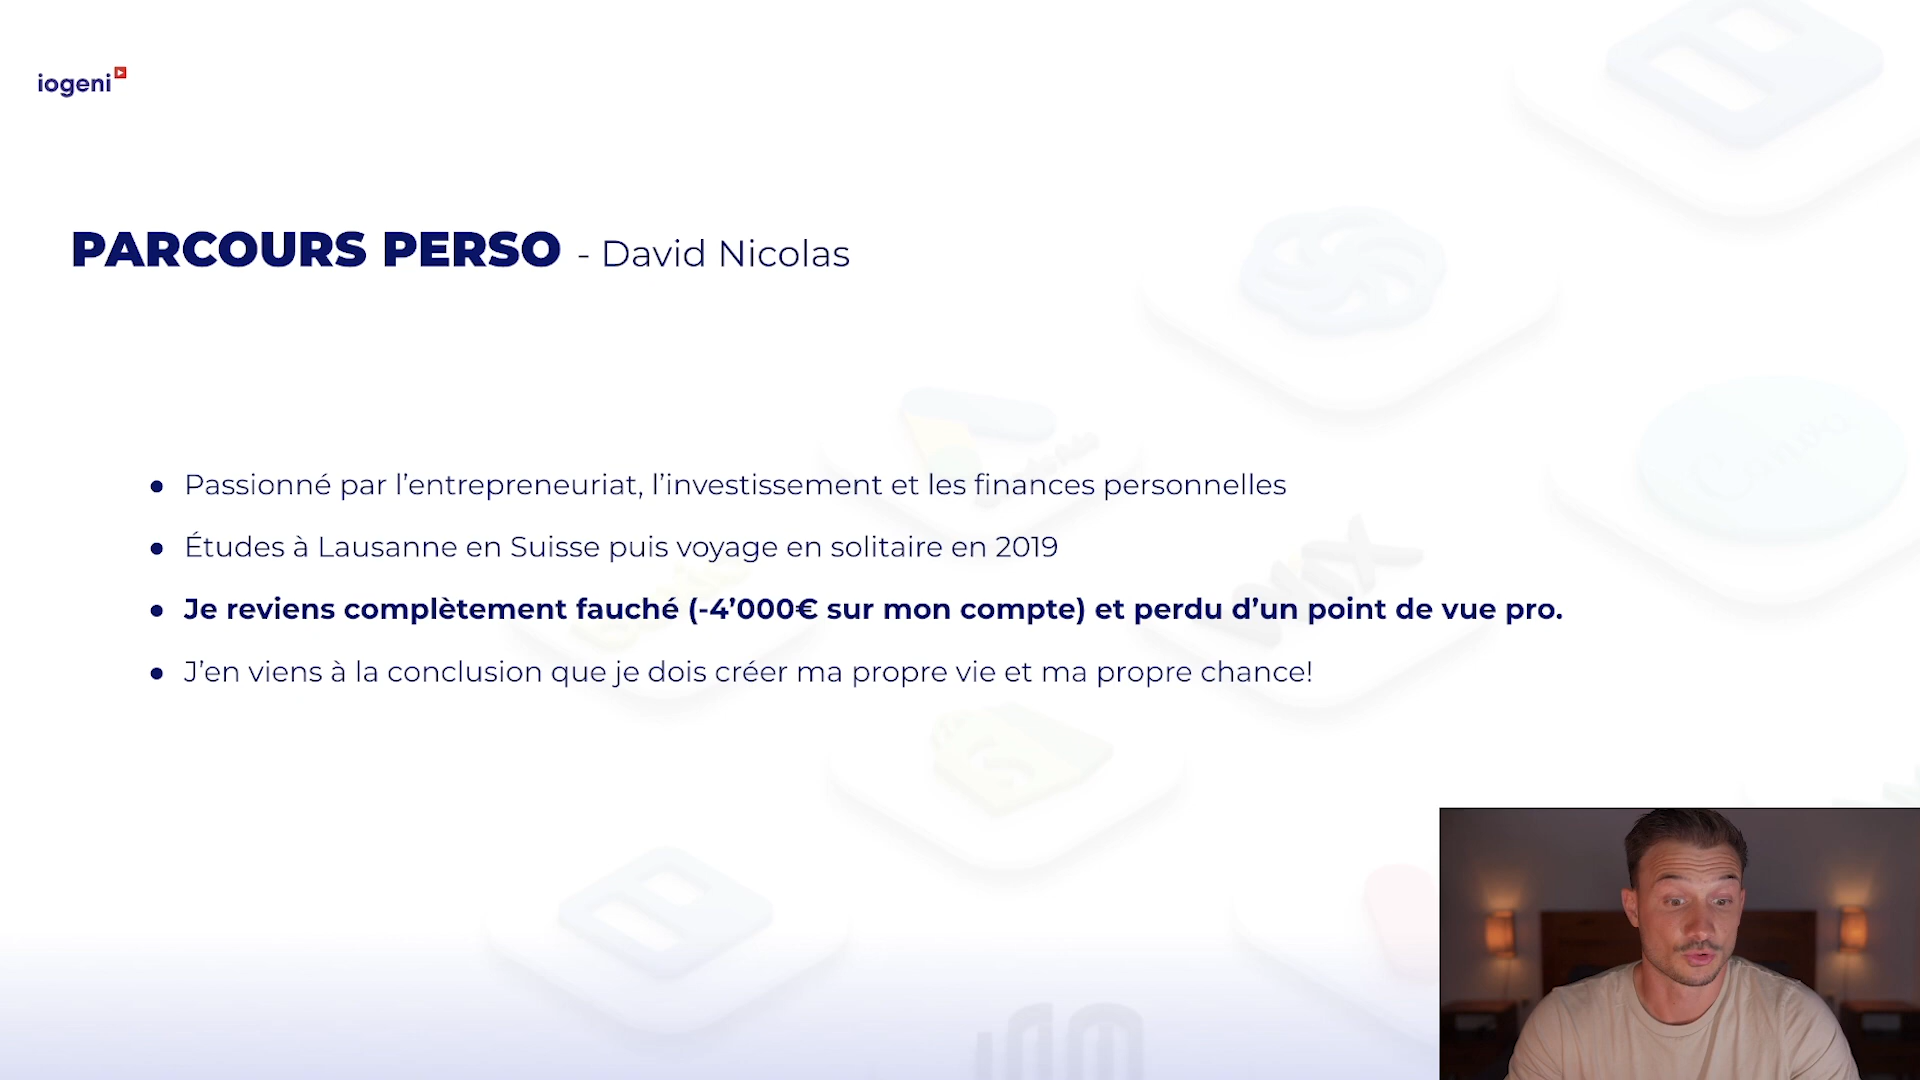 iogeni
PARCOURS PERSO - David Nicolas
● Passionné par l’entrepreneuriat, l’investissement et les finances personnelles
● Études à Lausanne en Suisse puis voyage en solitaire en 2019
● Je reviens complètement fauché (-4’000€ sur mon compte) et perdu d’un point de vue pro.
● J’en viens à la conclusion que je dois créer ma propre vie et ma propre chance!